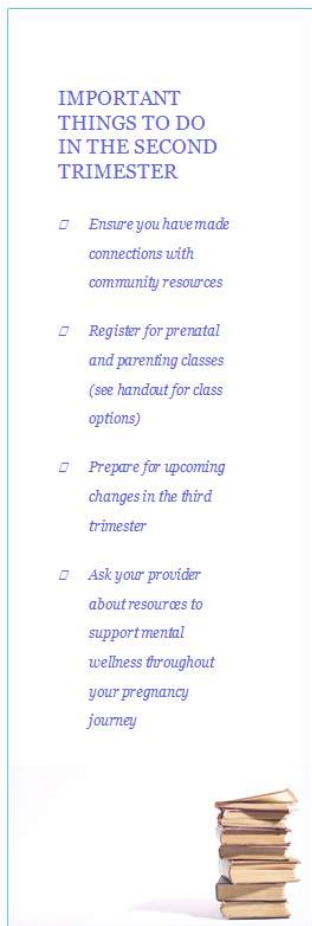 IMPORTANT
THINGS TO DO
IN THE SECOND
TRIMESTER
□ Ensure you have made
connections with
community resources
□ Register for prenatal
and parenting classes
(see handout for class
options)
□ Prepare for upcoming
changes in the third
trimester
□ Ask your provider
about resources to
support mental
wellness throughout
your pregnancy
journey